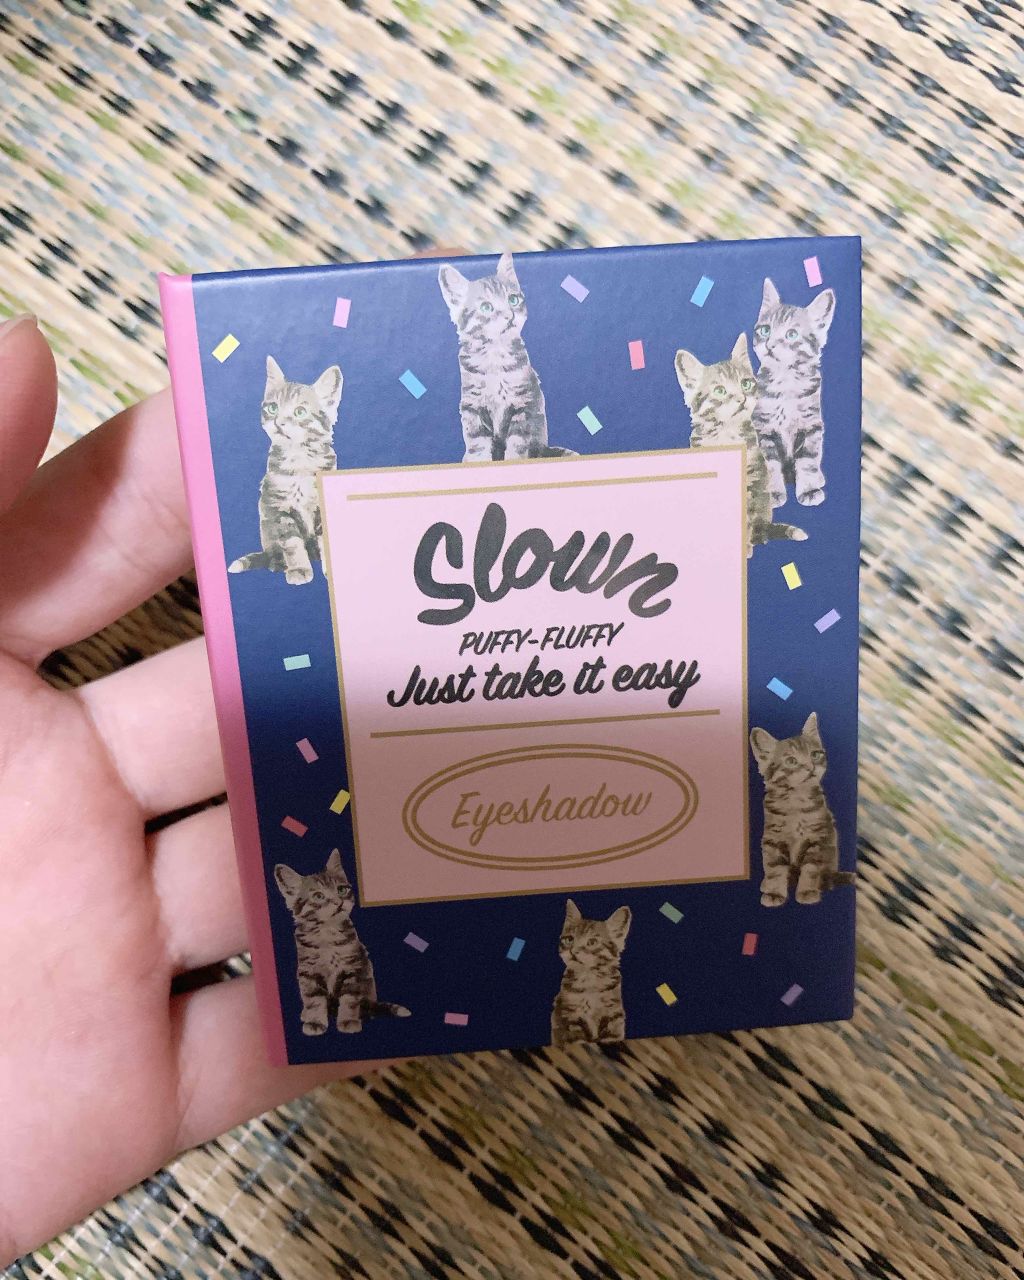 Slown
PUFFY-FLUFFY
Just take it easy
Eyeshadow